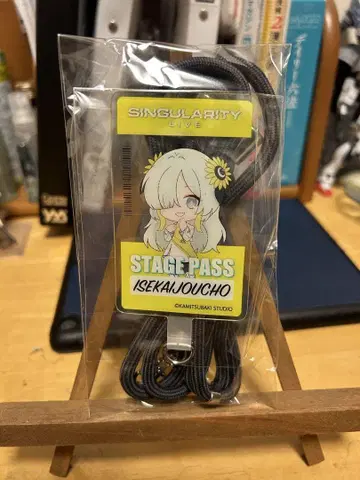 SINGULARITY
LIVE
STAGE PASS
ISEKAIJOUCHO
©KAMITSUBAKI STUDIO